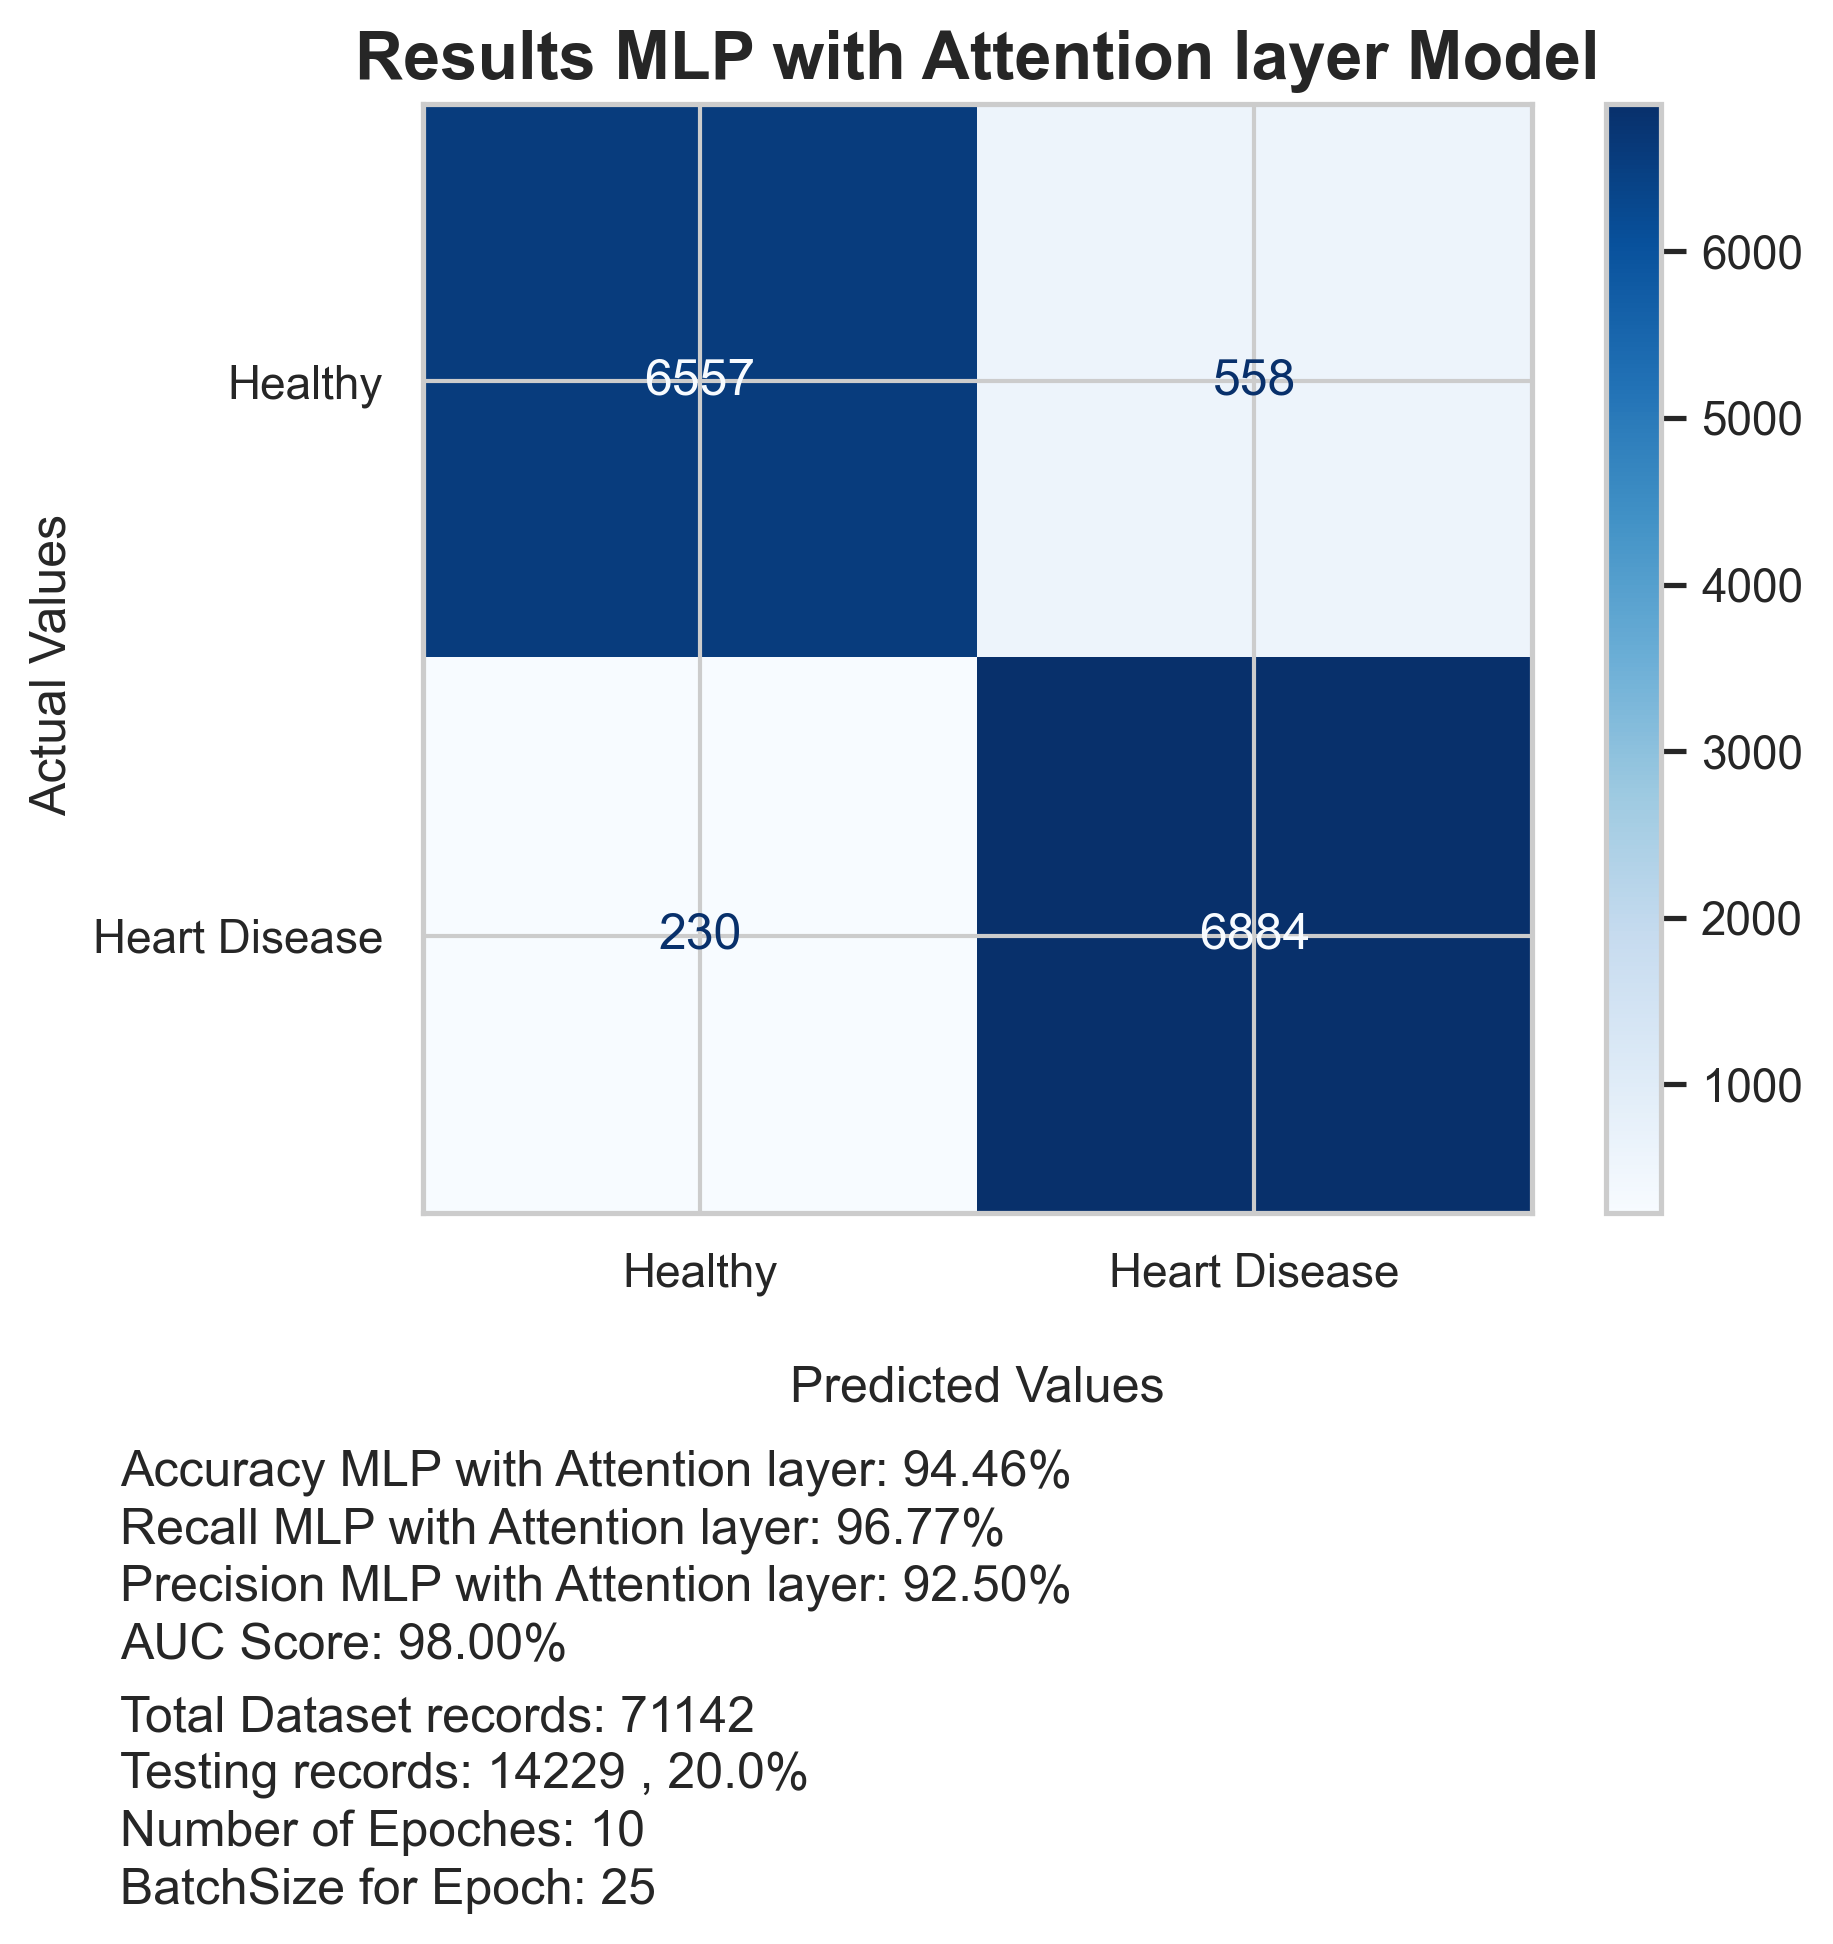 Results MLP with Attention layer Model
6557
558
6000
Healthy
5000
4000
Actual Values
3000
230
6884
2000
Heart Disease
1000
Healthy
Heart Disease
Predicted Values
Accuracy MLP with Attention layer: 94.46%
Recall MLP with Attention layer: 96.77%
Precision MLP with Attention layer: 92.50%
AUC Score: 98.00%
Total Dataset records: 71142
Testing records: 14229 , 20.0%
Number of Epoches: 10
BatchSize for Epoch: 25